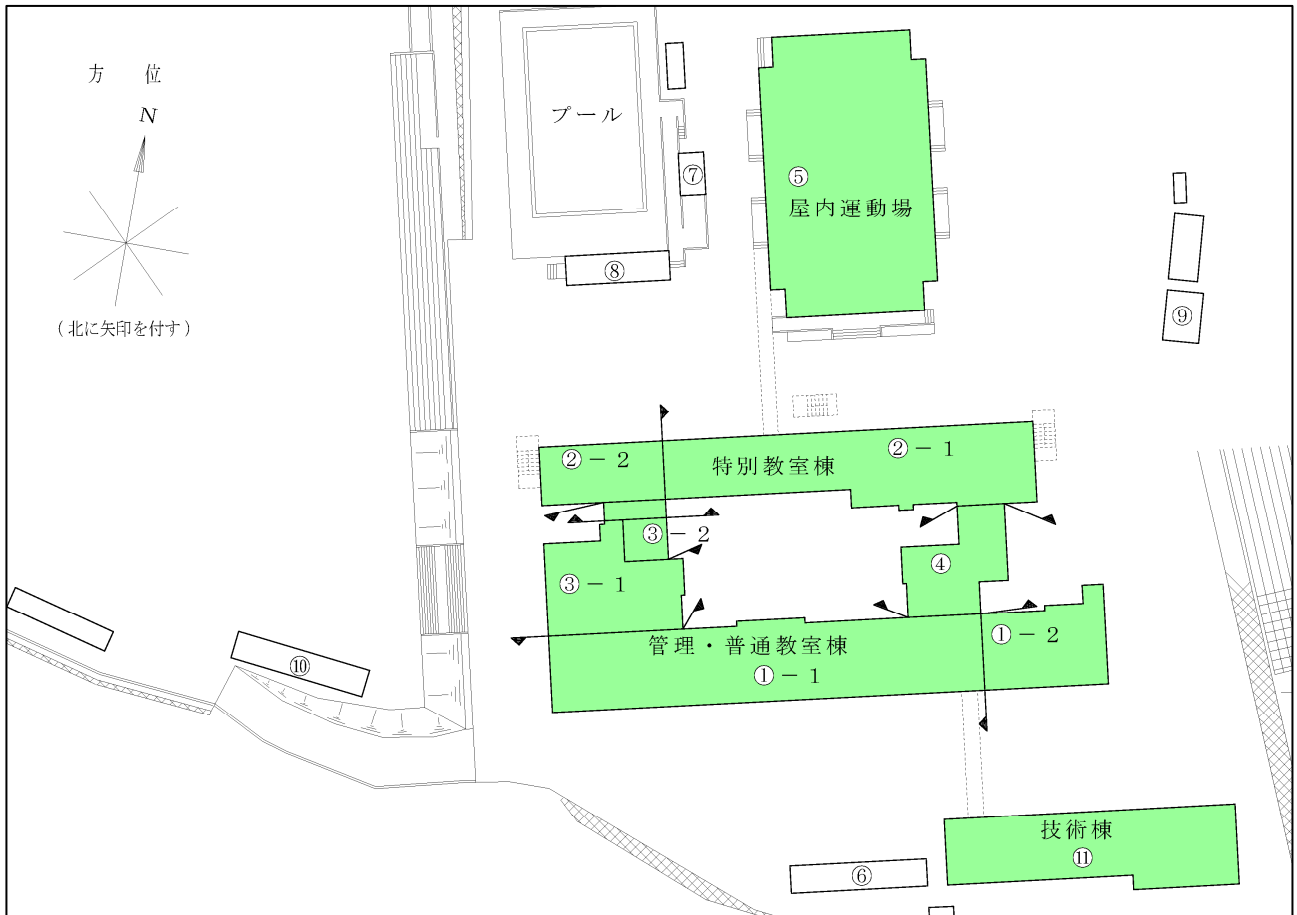 方　位
N
(北に矢印を付す)
プール
⑦
⑧
⑤
屋内運動場
⑨
②－2
特別教室棟
②－1
③－2
③－1
④
管理・普通教室棟
①－1
①－2
⑩
技術棟
⑪
⑥